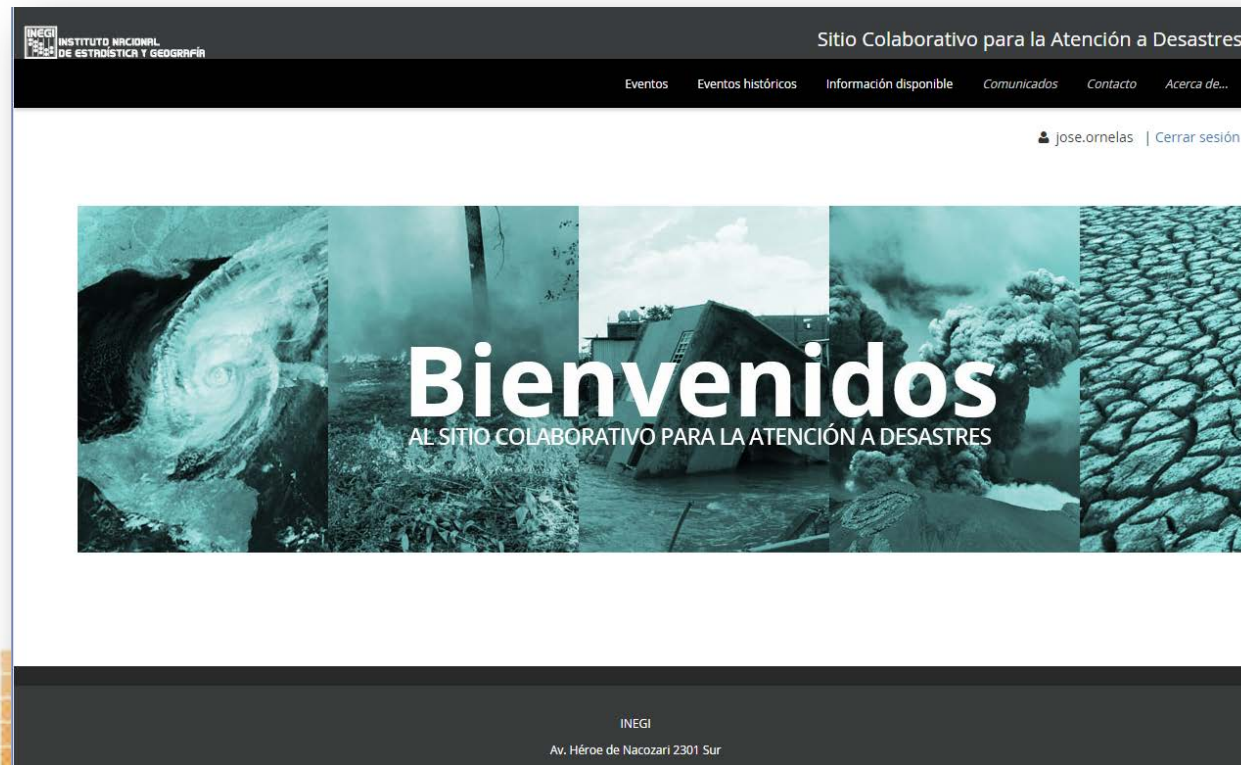 INEGI
INSTITUTO NACIONAL
DE ESTADÍSTICA Y GEOGRAFÍA
Sitio Colaborativo para la Atención a Desastres
Eventos Eventos históricos Información disponible Comunicados Contacto Acerca de...
jose.ornelas | Cerrar sesión
Bienvenidos
AL SITIO COLABORATIVO PARA LA ATENCIÓN A DESASTRES
INEGI
Av. Héroe de Nacozari 2301 Sur